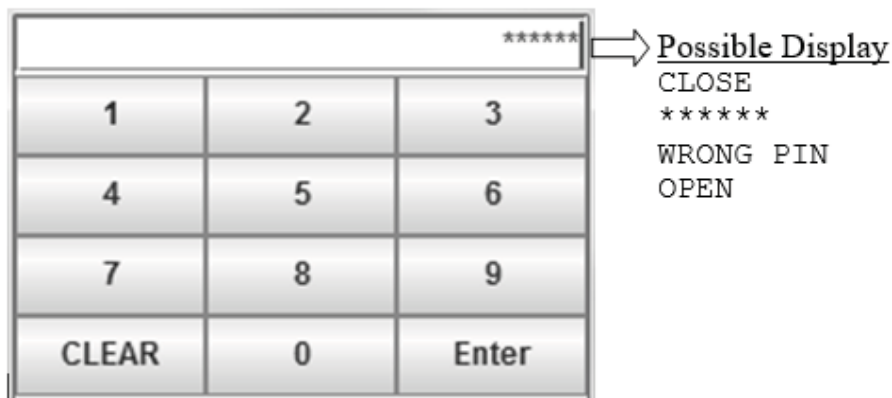 ******
1 2 3
4 5 6
7 8 9
CLEAR 0 Enter
Possible Display
CLOSE
******
WRONG PIN
OPEN